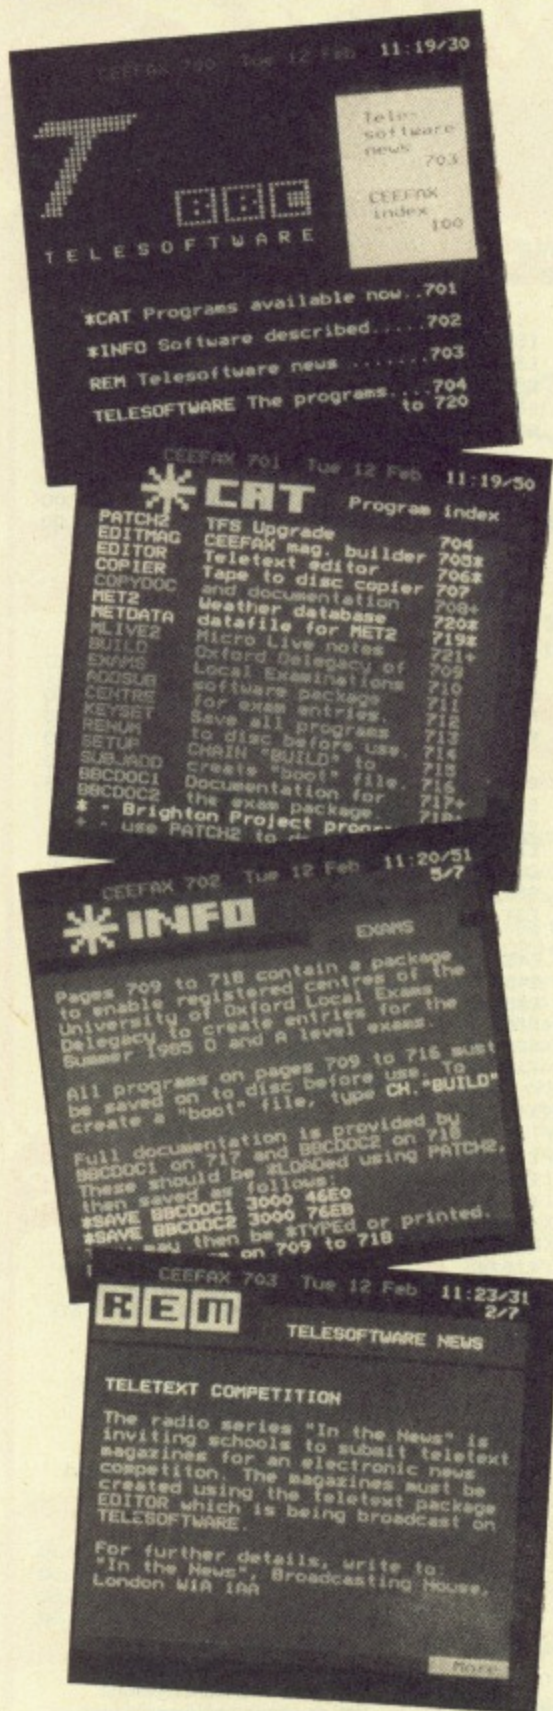 CEEFAX 700 Tue 12 Feb 11:19/30
Tele-
software
news
703
CEEFAX
index
100
T
BBC
TELESOFTWARE
*CAT Programs available now..701
*INFO Software described.....702
REM Telesoftware news .......703
TELESOFTWARE The programs....704
to 720
CEEFAX 701 Tue 12 Feb 11:19/50
*CAT Program index
PATCH2 TFS Upgrade 704
EDITMAG CEEFAX mag. builder 705*
EDITOR Teletext editor 706*
COPIER Tape to disc copier 707
COPYDOC and documentation 708+
MET2 Weather database 720*
METDATA datafile for MET2 719*
MLIVE2 Micro Live notes 721+
BUILD Oxford Delegacy of 709
EXAMS Local Examinations 710
ADDSUB software package 711
CENTRE for exam entries. 712
KEYSET Save all programs 713
RENUM to disc before use. 714
SETUP CHAIN "BUILD" to 715
SUBJADD create "boot" file. 716
BBCDOC1 Documentation for 717+
BBCDOC2 the exam package. 718+
* - Brighton Project
+ - use PATCH2 to
CEEFAX 702 Tue 12 Feb 11:20/51
5/7
*INFO
EXAMS
Pages 709 to 718 contain a package
to enable registered centres of the
University of Oxford Local Exams
Delegacy to create entries for the
Summer 1985 O and A level exams.
All programs on pages 709 to 716 must
be saved on to disc before use. To
create a "boot" file, type CH."BUILD"
Full documentation is provided by
BBCDOC1 on 717 and BBCDOC2 on 718
These should be *LOADed using PATCH2,
then saved as follows:
*SAVE BBCDOC1 3000 46E0
*SAVE BBCDOC2 3000 76EB
may then be *TYPEd or printed.
on 709 to 718
CEEFAX 703 Tue 12 Feb 11:23/31
2/7
REM
TELESOFTWARE NEWS
TELETEXT COMPETITION
The radio series "In the News" is
inviting schools to submit teletext
magazines for an electronic news
competiton. The magazines must be
created using the teletext package
EDITOR which is being broadcast on
TELESOFTWARE.
For further details, write to:
"In the News", Broadcasting House,
London W1A 1AA
More